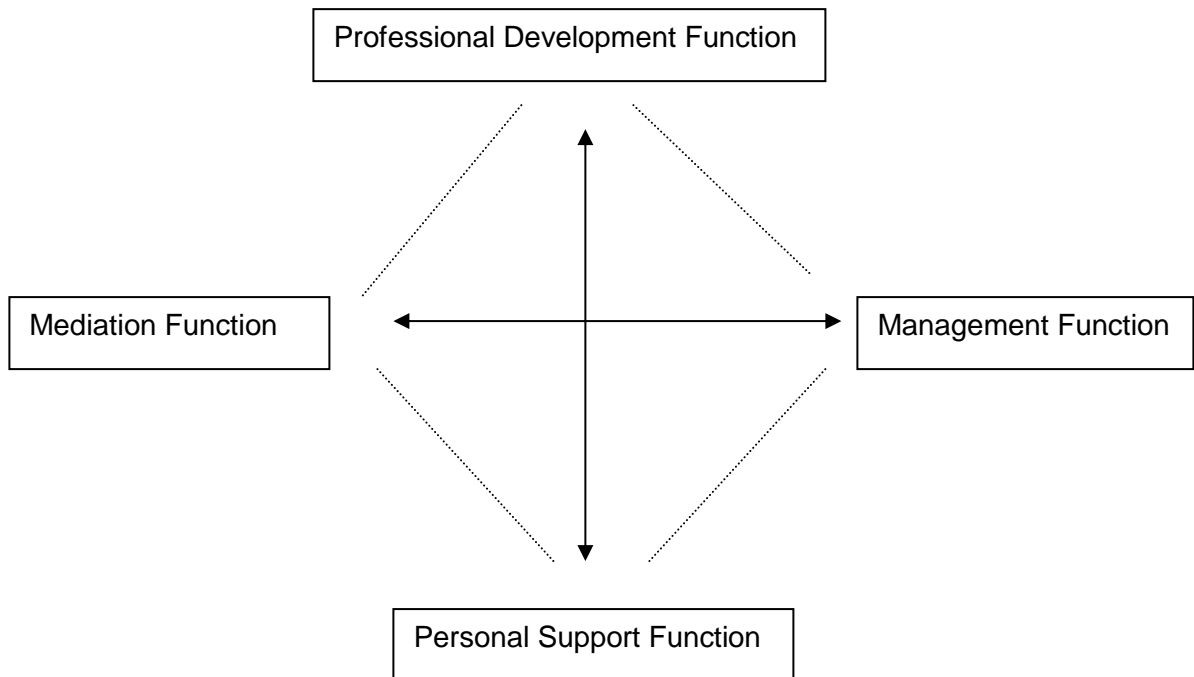 Professional Development Function
Mediation Function
Management Function
Personal Support Function